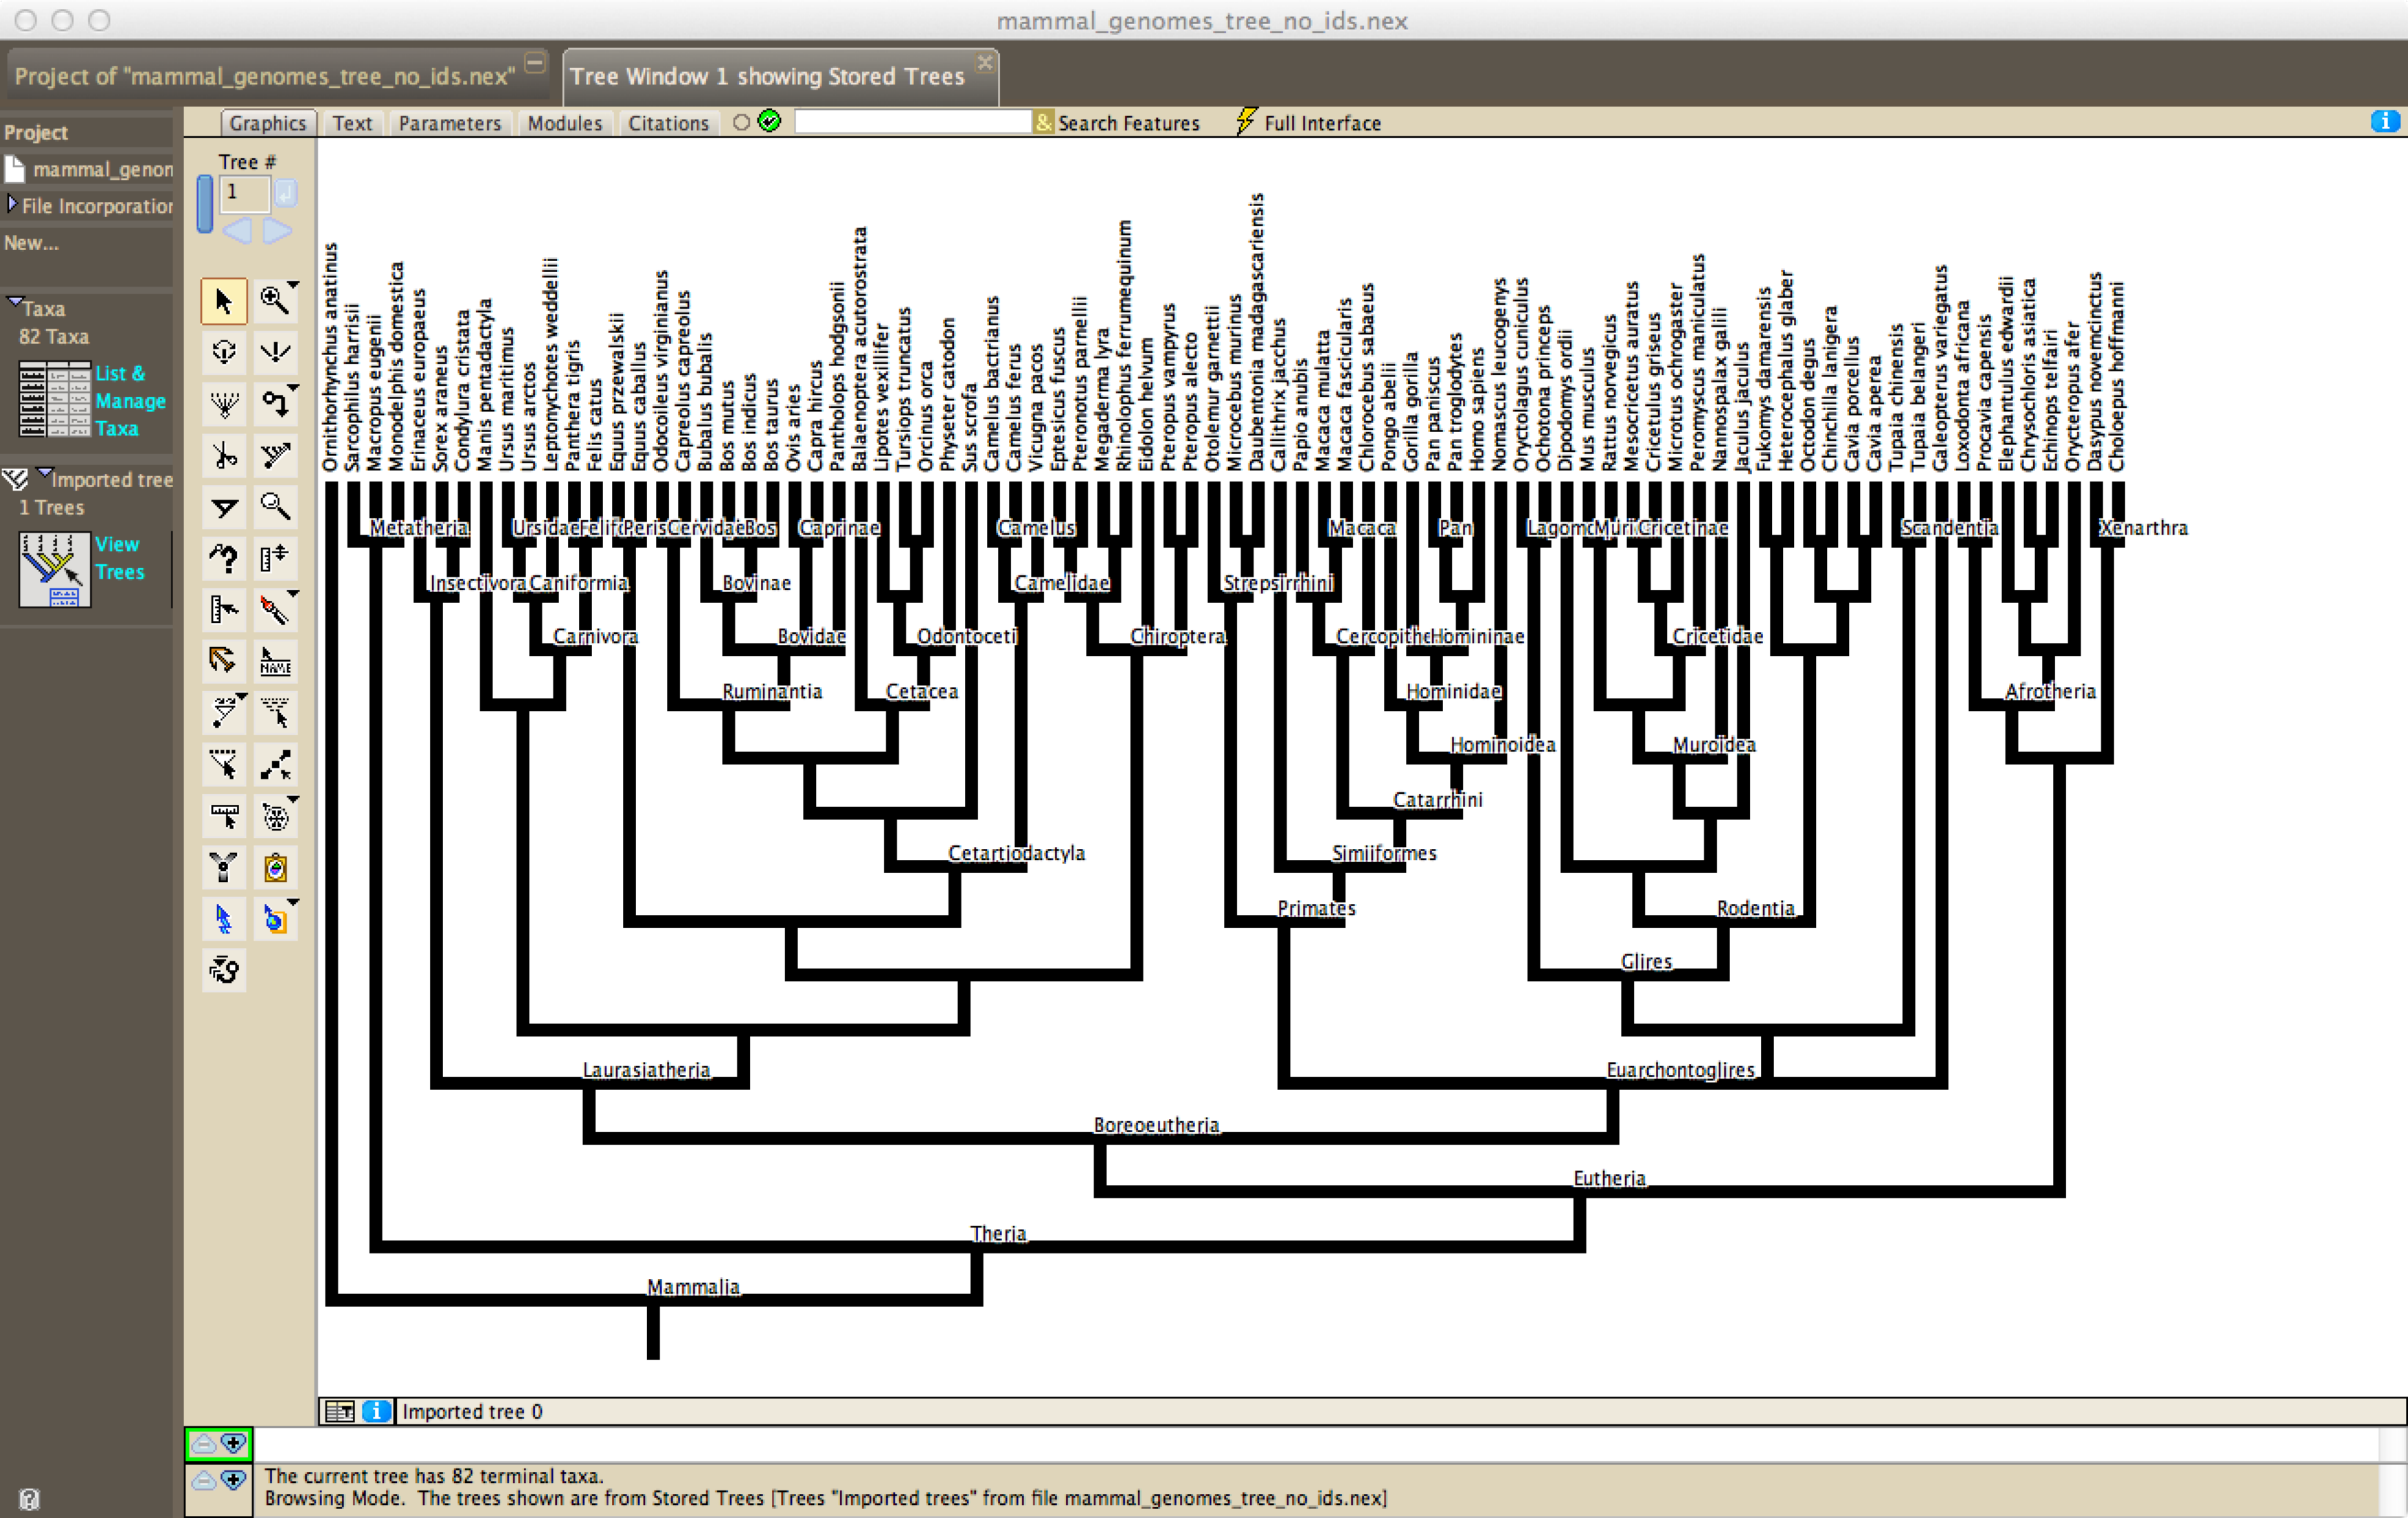 mammal_genomes_tree_no_ids.nex
Project of "mammal_genomes_tree_no_ids.nex"
Tree Window 1 showing Stored Trees
Graphics
Text
Parameters
Modules
Citations
&
Search Features
Full Interface
i
Project
mammal_genom
File Incorporation
New...
Taxa
82 Taxa
List &
Manage
Taxa
Imported tree
1 Trees
View
Trees
Tree #
1
NAME
Ornithorhynchus anatinus
Sarcophilus harrisii
Macropus eugenii
Monodelphis domestica
Erinaceus europaeus
Sorex araneus
Condylura cristata
Manis pentadactyla
Ursus maritimus
Ursus arctos
Leptonychotes weddellii
Panthera tigris
Felis catus
Equus przewalskii
Equus caballus
Odocoileus virginianus
Capreolus capreolus
Bubalus bubalis
Bos mutus
Bos indicus
Bos taurus
Ovis aries
Capra hircus
Pantholops hodgsonii
Balaenoptera acutorostrata
Lipotes vexillifer
Tursiops truncatus
Orcinus orca
Physeter catodon
Sus scrofa
Camelus bactrianus
Camelus ferus
Vicugna pacos
Eptesicus fuscus
Pteronotus parnellii
Megaderma lyra
Rhinolophus ferrumequinum
Eidolon helvum
Pteropus vampyrus
Pteropus alecto
Otolemur garnettii
Microcebus murinus
Daubentonia madagascariensis
Callithrix jacchus
Papio anubis
Macaca mulatta
Macaca fascicularis
Chlorocebus sabaeus
Pongo abelii
Gorilla gorilla
Pan paniscus
Pan troglodytes
Homo sapiens
Nomascus leucogenys
Oryctolagus cuniculus
Ochotona princeps
Dipodomys ordii
Mus musculus
Rattus norvegicus
Mesocricetus auratus
Cricetulus griseus
Microtus ochrogaster
Peromyscus maniculatus
Nannospalax galili
Jaculus jaculus
Fukomys damarensis
Heterocephalus glaber
Octodon degus
Chinchilla lanigera
Cavia porcellus
Cavia aperea
Tupaia chinensis
Tupaia belangeri
Galeopterus variegatus
Loxodonta africana
Procavia capensis
Elephantulus edwardii
Chrysochloris asiatica
Echinops telfairi
Orycteropus afer
Dasypus novemcinctus
Choloepus hoffmanni
Metatheria
Ursidae
Felif
Peris
Cervidae
Bos
Caprinae
Camelus
Macaca
Pan
Lagom
Muri
Cricetinae
Scandentia
Xenarthra
Insectivora
Caniformia
Bovinae
Camelidae
Strepsirrhini
Carnivora
Bovidae
Odontoceti
Chiroptera
Cercopithe
Homininae
Cricetidae
Ruminantia
Cetacea
Hominidae
Afrotheria
Hominoidea
Muroidea
Catarrhini
Cetartiodactyla
Simiiformes
Primates
Rodentia
Glires
Laurasiatheria
Euarchontoglires
Boreoeutheria
Eutheria
Theria
Mammalia
i
Imported tree 0
The current tree has 82 terminal taxa.
Browsing Mode. The trees shown are from Stored Trees [Trees "Imported trees" from file mammal_genomes_tree_no_ids.nex]
?